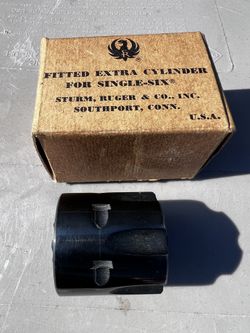 FITTED EXTRA CYLINDER
FOR SINGLE-SIX®
STURM, RUGER & CO., INC.
SOUTHPORT, CONN.
U.S.A.